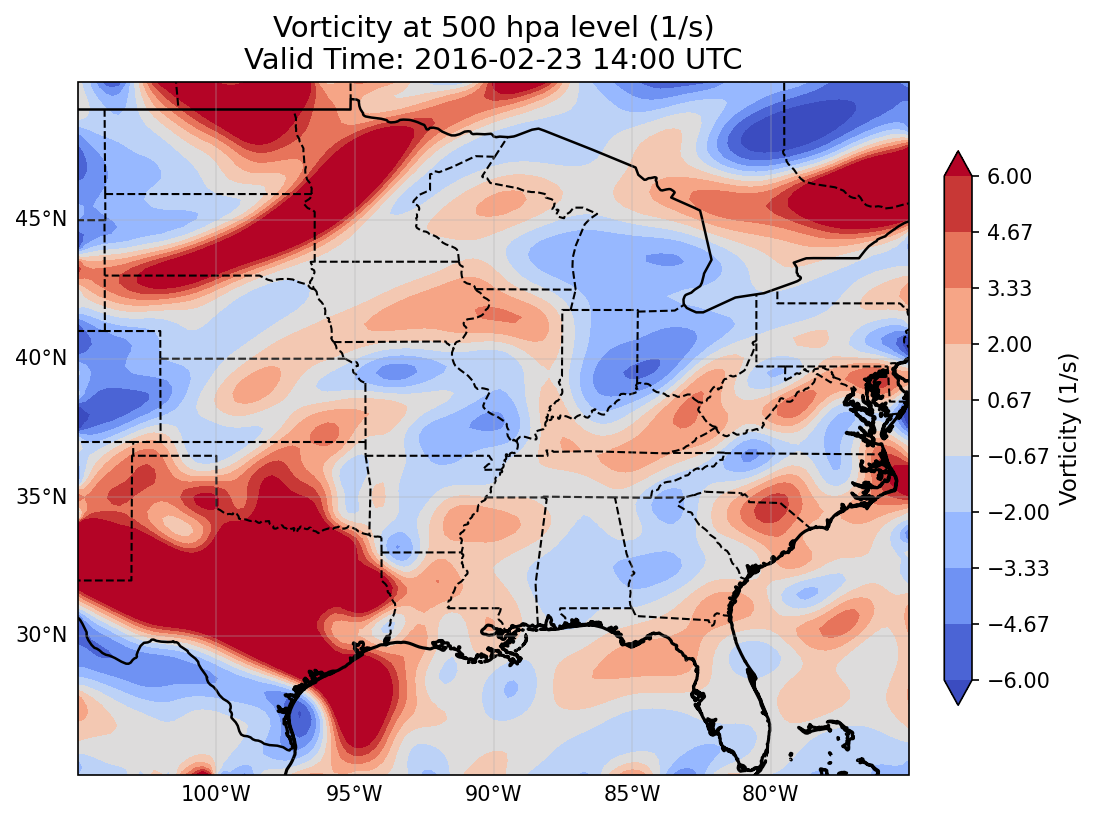 Vorticity at 500 hpa level (1/s)
Valid Time: 2016-02-23 14:00 UTC
45°N
40°N
35°N
30°N
100°W
95°W
90°W
85°W
80°W
6.00
4.67
3.33
2.00
0.67
−0.67
−2.00
−3.33
−4.67
−6.00
Vorticity (1/s)